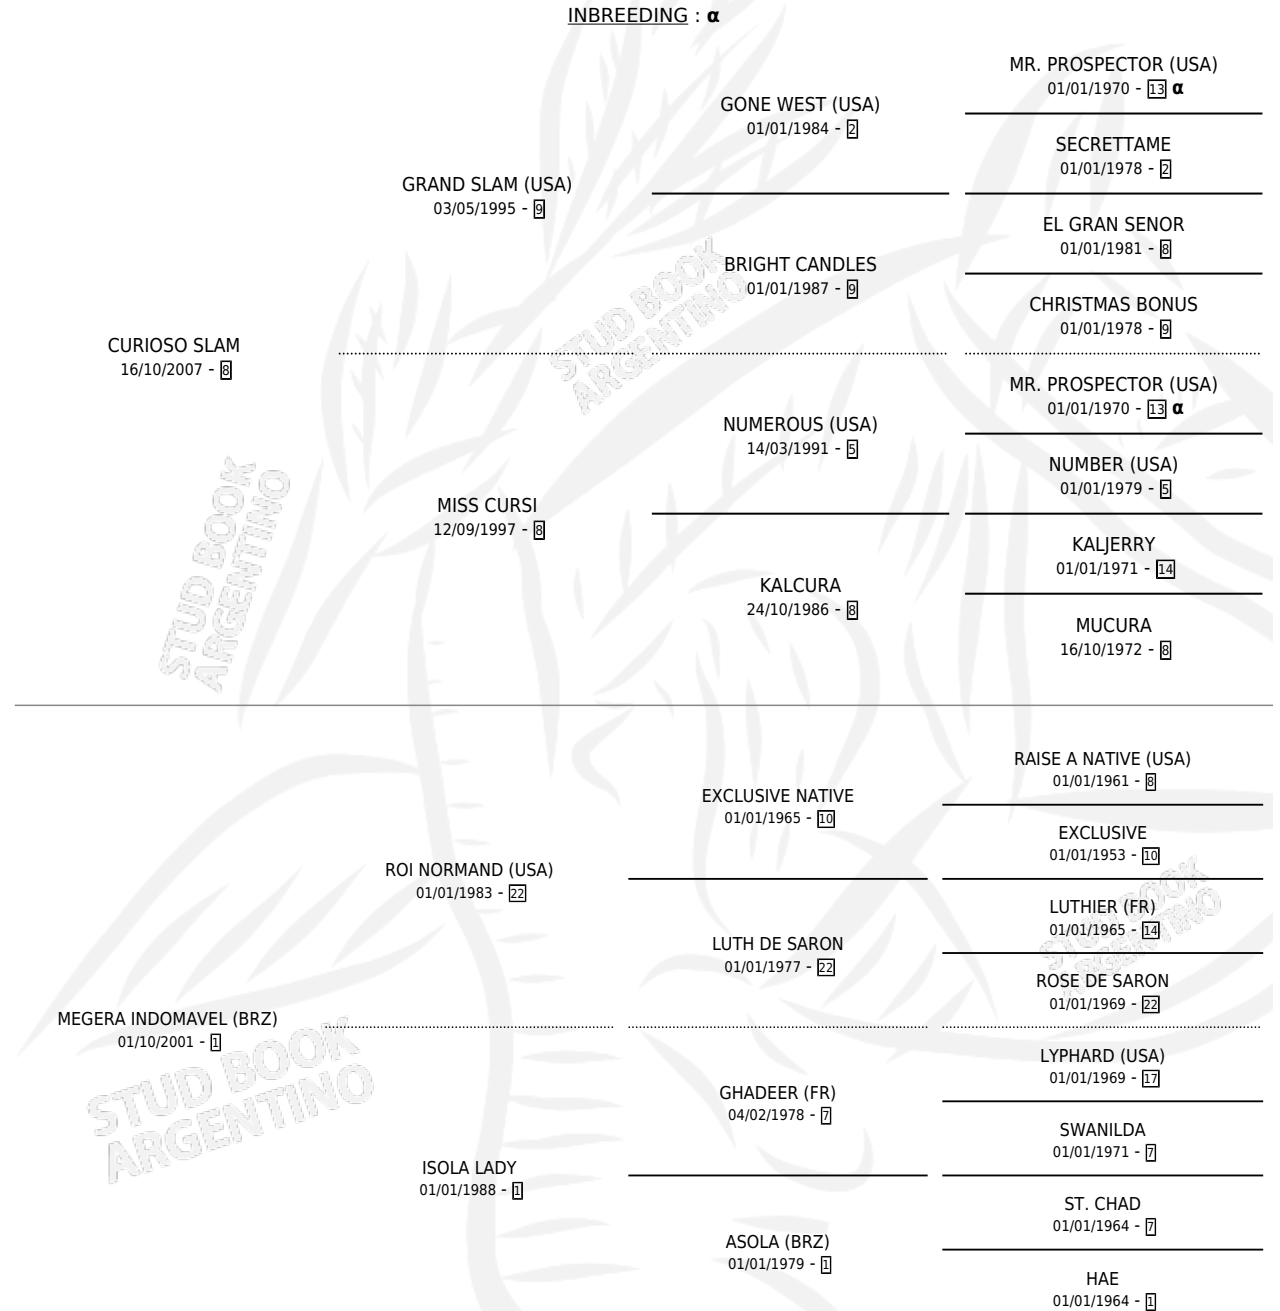 INBREEDING : α
MR. PROSPECTOR (USA)
01/01/1970 - 13 α
GONE WEST (USA)
01/01/1984 - 2
SECRETTAME
01/01/1978 - 2
GRAND SLAM (USA)
03/05/1995 - 9
EL GRAN SENOR
01/01/1981 - 8
BRIGHT CANDLES
01/01/1987 - 9
CHRISTMAS BONUS
01/01/1978 - 9
CURIOSO SLAM
16/10/2007 - 8
MR. PROSPECTOR (USA)
01/01/1970 - 13 α
NUMEROUS (USA)
14/03/1991 - 5
NUMBER (USA)
01/01/1979 - 5
MISS CURSI
12/09/1997 - 8
KALJERRY
01/01/1971 - 14
KALCURA
24/10/1986 - 8
MUCURA
16/10/1972 - 8
RAISE A NATIVE (USA)
01/01/1961 - 8
EXCLUSIVE NATIVE
01/01/1965 - 10
EXCLUSIVE
01/01/1953 - 10
ROI NORMAND (USA)
01/01/1983 - 22
LUTHIER (FR)
01/01/1965 - 14
LUTH DE SARON
01/01/1977 - 22
ROSE DE SARON
01/01/1969 - 22
MEGERA INDOMAVEL (BRZ)
01/10/2001 - 1
LYPHARD (USA)
01/01/1969 - 17
GHADEER (FR)
04/02/1978 - 7
SWANILDA
01/01/1971 - 7
ISOLA LADY
01/01/1988 - 1
ST. CHAD
01/01/1964 - 7
ASOLA (BRZ)
01/01/1979 - 1
HAE
01/01/1964 - 1
STUD BOOK
ARGENTINO
STUD BOOK
ARGENTINO
STUD BOOK
ARGENTINO
STUD BOOK
ARGENTINO